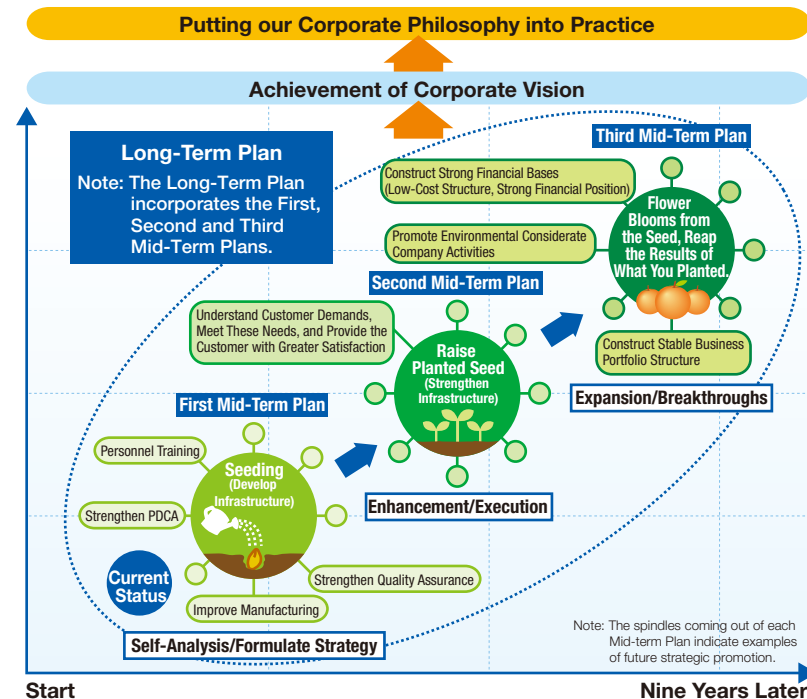 Putting our Corporate Philosophy into Practice
Achievement of Corporate Vision
Long-Term Plan
Note: The Long-Term Plan
incorporates the First,
Second and Third
Mid-Term Plans.
Third Mid-Term Plan
Construct Strong Financial Bases
(Low-Cost Structure, Strong Financial Position)
Promote Environmental Considerate
Company Activities
Flower
Blooms from
the Seed, Reap
the Results of
What You Planted.
Construct Stable Business
Portfolio Structure
Expansion/Breakthroughs
Second Mid-Term Plan
Understand Customer Demands,
Meet These Needs, and Provide the
Customer with Greater Satisfaction
Raise
Planted Seed
(Strengthen
Infrastructure)
Enhancement/Execution
First Mid-Term Plan
Personnel Training
Strengthen PDCA
Seeding
(Develop
Infrastructure)
Strengthen Quality Assurance
Improve Manufacturing
Current
Status
Self-Analysis/Formulate Strategy
Note: The spindles coming out of each
Mid-term Plan indicate examples
of future strategic promotion.
Start
Nine Years Later